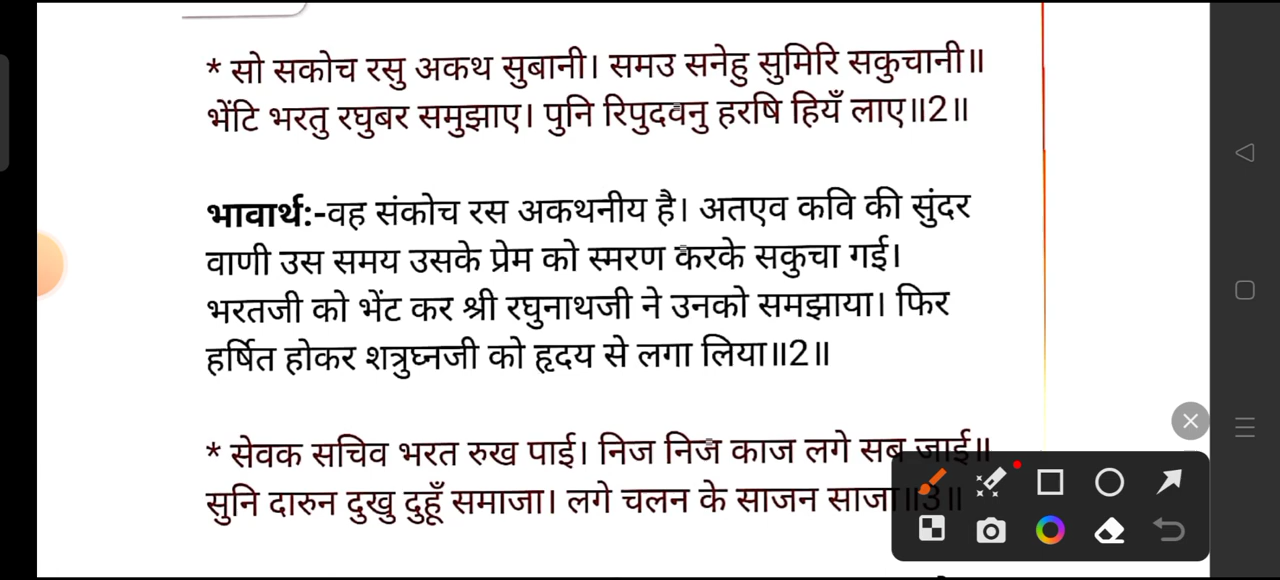 * सो सकोच रसु अकथ सुबानी। समउ सनेहु सुमिरि सकुचानी॥
भेंटि भरतु रघुबर समुझाए। पुनि रिपुदवनु हरषि हियँ लाए॥2॥
भावार्थ:-वह संकोच रस अकथनीय है। अतएव कवि की सुंदर
वाणी उस समय उसके प्रेम को स्मरण करके सकुचा गई।
भरतजी को भेंट कर श्री रघुनाथजी ने उनको समझाया। फिर
हर्षित होकर शत्रुघ्नजी को हृदय से लगा लिया॥2॥
* सेवक सचिव भरत रुख पाई। निज निज काज लगे सब जाई॥
सुनि दारुन दुखु दुहूँ समाजा। लगे चलन के साजन साजा॥3॥